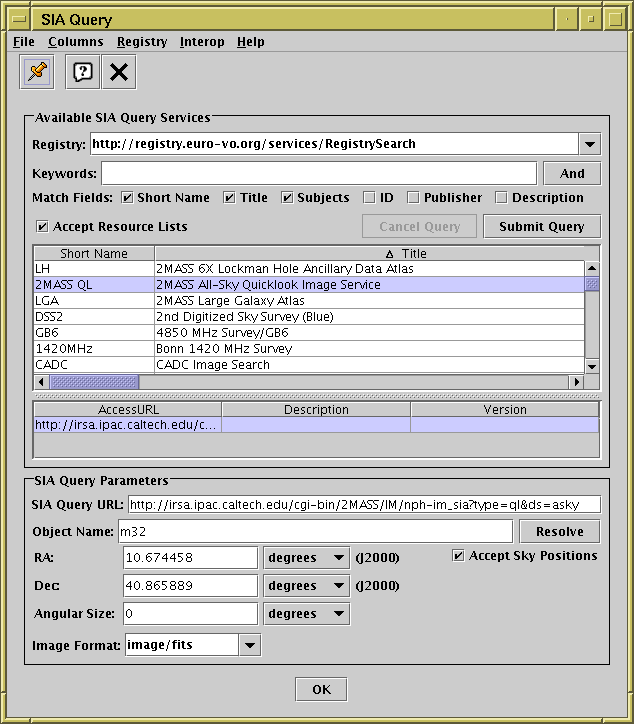 SIA Query
File Columns Registry Interop Help
Available SIA Query Services
Registry: http://registry.euro-vo.org/services/RegistrySearch
Keywords: And
Match Fields: Short Name Title Subjects ID Publisher Description
Accept Resource Lists Cancel Query Submit Query
Short Name Title
LH 2MASS 6X Lockman Hole Ancillary Data Atlas
2MASS QL 2MASS All-Sky Quicklook Image Service
LGA 2MASS Large Galaxy Atlas
DSS2 2nd Digitized Sky Survey (Blue)
GB6 4850 MHz Survey/GB6
1420MHz Bonn 1420 MHz Survey
CADC CADC Image Search
AccessURL Description Version
http://irsa.ipac.caltech.edu/c...
SIA Query Parameters
SIA Query URL: http://irsa.ipac.caltech.edu/cgi-bin/2MASS/IM/nph-im_sia?type=ql&ds=asky
Object Name: m32 Resolve
RA: 10.674458 degrees (J2000) Accept Sky Positions
Dec: 40.865889 degrees (J2000)
Angular Size: 0 degrees
Image Format: image/fits
OK